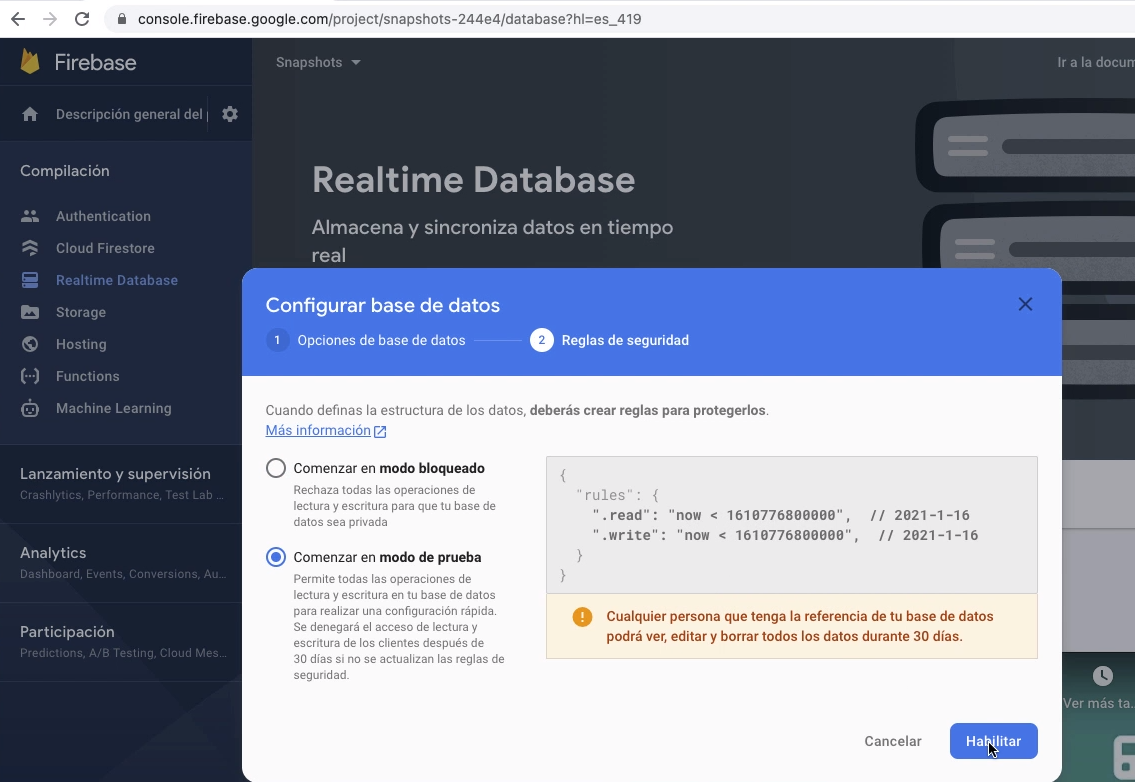 console.firebase.google.com/project/snapshots-244e4/database?hl=es_419
Firebase
Snapshots
Ir a la docum
Descripción general del
Compilación
Authentication
Cloud Firestore
Realtime Database
Storage
Hosting
Functions
Machine Learning
Lanzamiento y supervisión
Crashlytics, Performance, Test Lab ...
Analytics
Dashboard, Events, Conversions, Au...
Participación
Predictions, A/B Testing, Cloud Mes...
Realtime Database
Almacena y sincroniza datos en tiempo
real
Configurar base de datos
1 Opciones de base de datos
2 Reglas de seguridad
Cuando definas la estructura de los datos, deberás crear reglas para protegerlos.
Más información
Comenzar en modo bloqueado
Rechaza todas las operaciones de
lectura y escritura para que tu base de
datos sea privada
Comenzar en modo de prueba
Permite todas las operaciones de
lectura y escritura en tu base de datos
para realizar una configuración rápida.
Se denegará el acceso de lectura y
escritura de los clientes después de
30 días si no se actualizan las reglas de
seguridad.
{
"rules": {
".read": "now < 1610776800000", // 2021-1-16
".write": "now < 1610776800000", // 2021-1-16
}
}
Cualquier persona que tenga la referencia de tu base de datos
podrá ver, editar y borrar todos los datos durante 30 días.
Ver más ta...
Cancelar
Habilitar